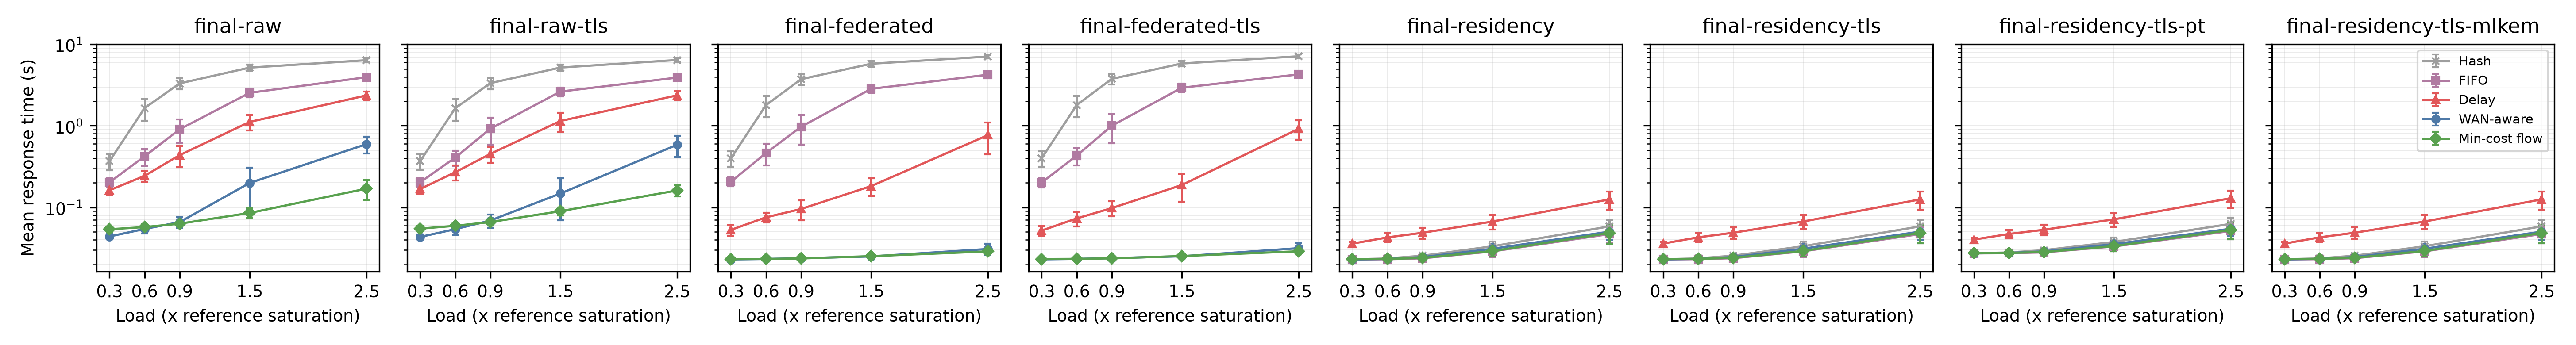 final-raw
final-raw-tls
final-federated
final-federated-tls
final-residency
final-residency-tls
final-residency-tls-pt
final-residency-tls-mlkem
Mean response time (s)
10^1
10^0
10^-1
Hash
FIFO
Delay
WAN-aware
Min-cost flow
0.3 0.6 0.9 1.5 2.5
0.3 0.6 0.9 1.5 2.5
0.3 0.6 0.9 1.5 2.5
0.3 0.6 0.9 1.5 2.5
0.3 0.6 0.9 1.5 2.5
0.3 0.6 0.9 1.5 2.5
0.3 0.6 0.9 1.5 2.5
0.3 0.6 0.9 1.5 2.5
Load (x reference saturation)
Load (x reference saturation)
Load (x reference saturation)
Load (x reference saturation)
Load (x reference saturation)
Load (x reference saturation)
Load (x reference saturation)
Load (x reference saturation)